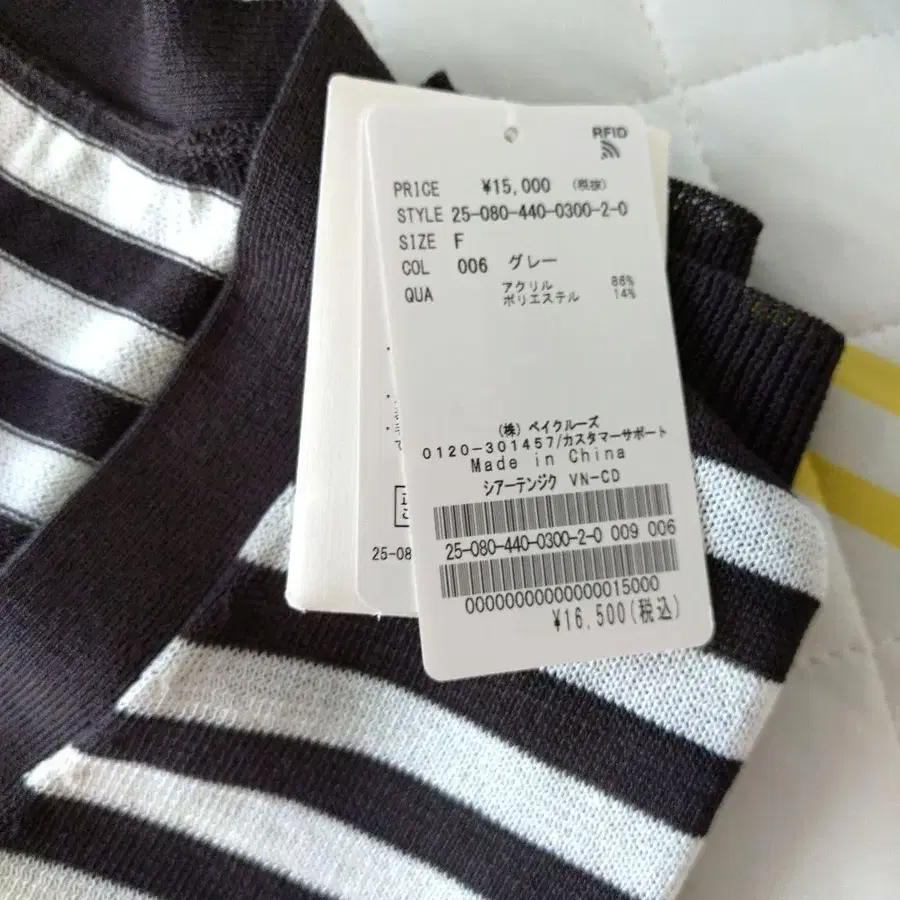 RFID
PRICE ¥15,000 (税抜)
STYLE 25-080-440-0300-2-0
SIZE F
COL 006 グレー
QUA アクリル 86%
ポリエステル 14%
(株) ベイクルーズ
0120-301457/カスタマーサポート
Made in China
シアーテンジク VN-CD
25-080-440-0300-2-0 009 006
00000000000000015000
¥16,500(税込)
25-08